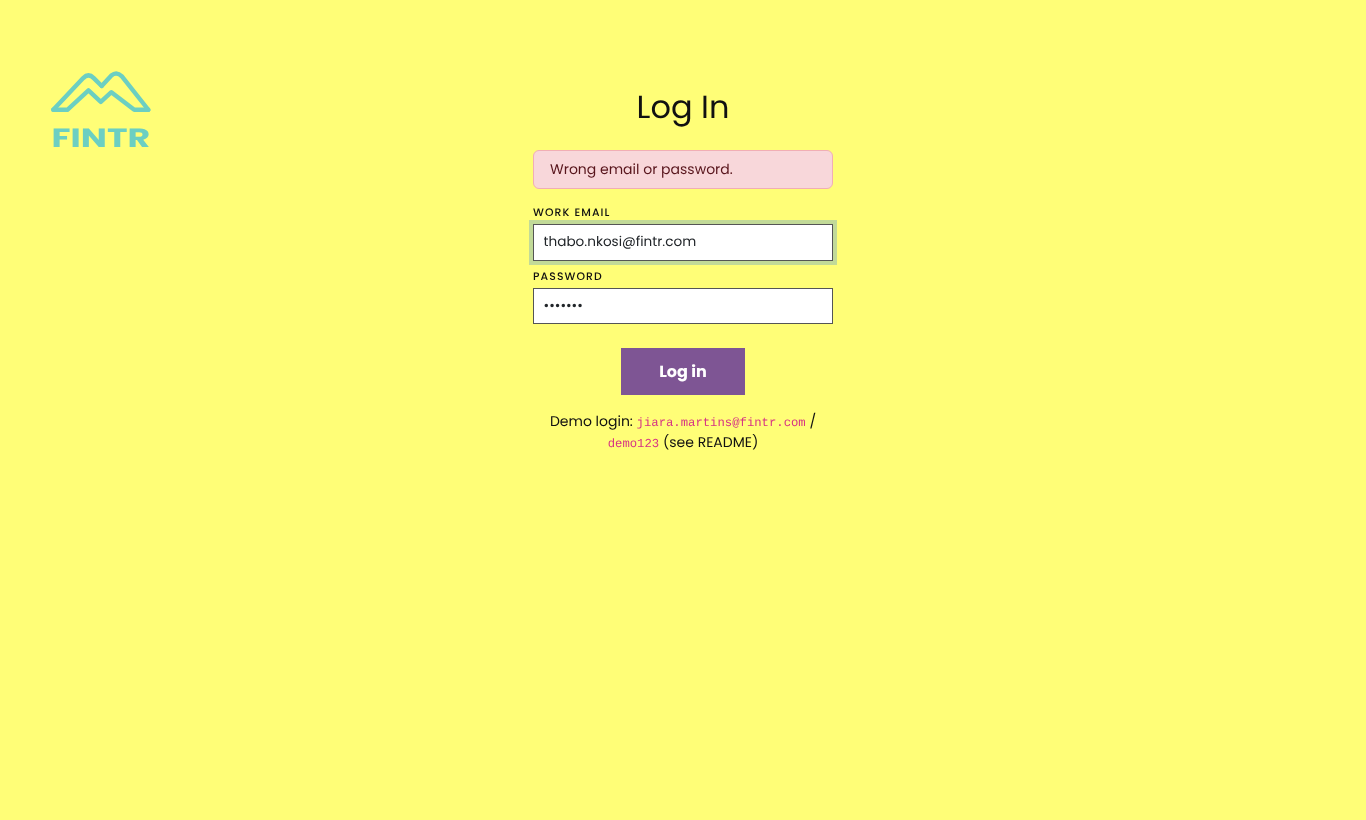 FINTR
Log In
Wrong email or password.
WORK EMAIL
thabo.nkosi@fintr.com
PASSWORD
•••••••
Log in
Demo login: jiara.martins@fintr.com /
demo123 (see README)